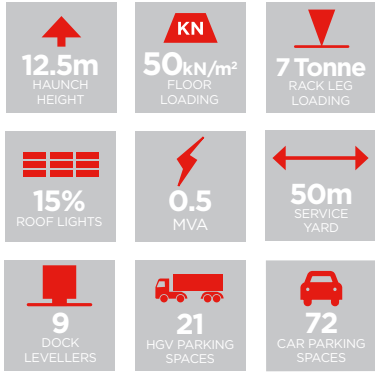 12.5m
HAUNCH
HEIGHT
KN
50kN/m²
FLOOR
LOADING
7 Tonne
RACK LEG
LOADING
15%
ROOF LIGHTS
0.5
MVA
50m
SERVICE
YARD
9
DOCK
LEVELLERS
21
HGV PARKING
SPACES
72
CAR PARKING
SPACES